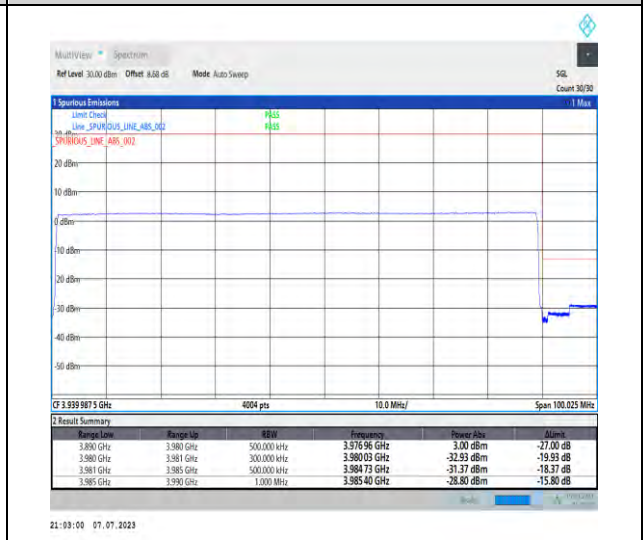 MultiView Spectrum
Ref Level 30.00 dBm Offset 8.68 dB Mode Auto Sweep SGL
Count 30/30
1 Spurious Emissions 1 Max
Limit Check PASS
Line _SPURIOUS_LINE_ABS_002 PASS
_SPURIOUS_LINE_ABS_002
20 dBm
10 dBm
0 dBm
-10 dBm
-20 dBm
-30 dBm
-40 dBm
-50 dBm
CF 3.939 987 5 GHz 4004 pts 10.0 MHz/ Span 100.025 MHz
2 Result Summary
Range Low Range Up RBW Frequency Power Abs ΔLimit
3.890 GHz 3.980 GHz 500.000 kHz 3.976 96 GHz 3.00 dBm -27.00 dB
3.980 GHz 3.981 GHz 300.000 kHz 3.980 03 GHz -32.93 dBm -19.93 dB
3.981 GHz 3.985 GHz 500.000 kHz 3.984 73 GHz -31.37 dBm -18.37 dB
3.985 GHz 3.990 GHz 1.000 MHz 3.985 40 GHz -28.80 dBm -15.80 dB
21:03:00 07.07.2023